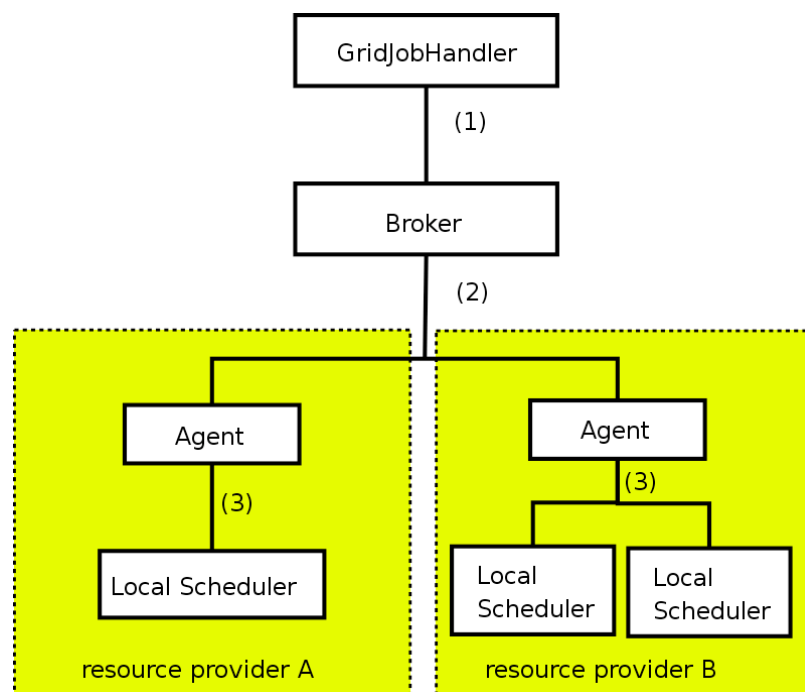 GridJobHandler
(1)
Broker
(2)
Agent
(3)
Local Scheduler
resource provider A
Agent
(3)
Local
Scheduler
Local
Scheduler
resource provider B